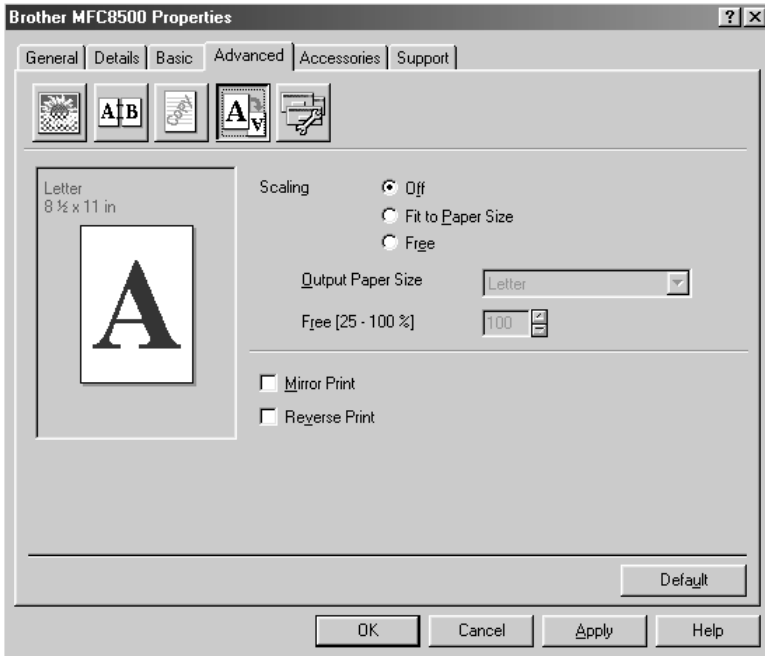 Brother MFC8500 Properties
General Details Basic Advanced Accessories Support
A B Copy A A
Letter
8 ½ x 11 in
A
Scaling Off
Fit to Paper Size
Free
Output Paper Size Letter
Free [25 - 100 %] 100
Mirror Print
Reverse Print
Default
OK Cancel Apply Help